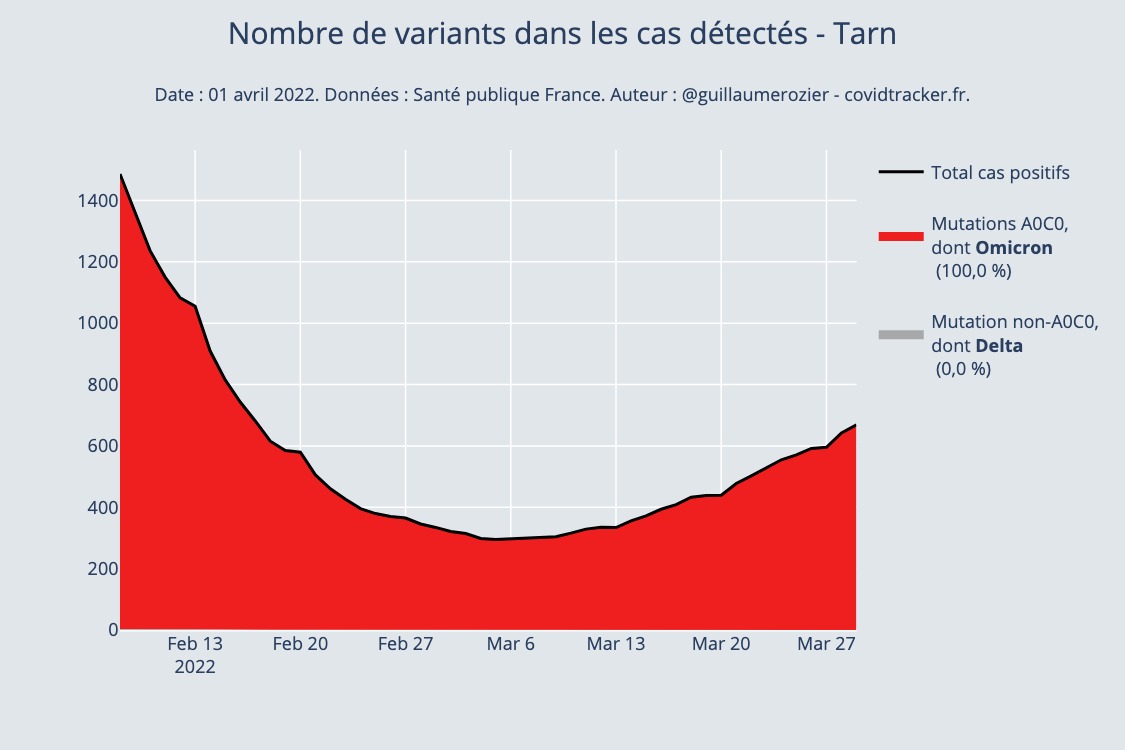 Nombre de variants dans les cas détectés - Tarn
Date : 01 avril 2022. Données : Santé publique France. Auteur : @guillaumerozier - covidtracker.fr.
Total cas positifs
Mutations A0C0,
dont Omicron
(100,0 %)
Mutation non-A0C0,
dont Delta
(0,0 %)
1400
1200
1000
800
600
400
200
0
Feb 13
2022
Feb 20
Feb 27
Mar 6
Mar 13
Mar 20
Mar 27